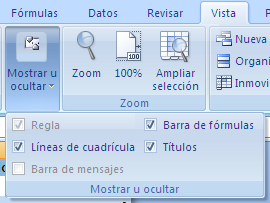 Fórmulas Datos Revisar Vista
Mostrar u ocultar
Zoom
100
100%
Ampliar selección
Nueva
Organi
Inmovi
Zoom
Regla
Barra de fórmulas
Líneas de cuadrícula
Títulos
Barra de mensajes
Mostrar u ocultar